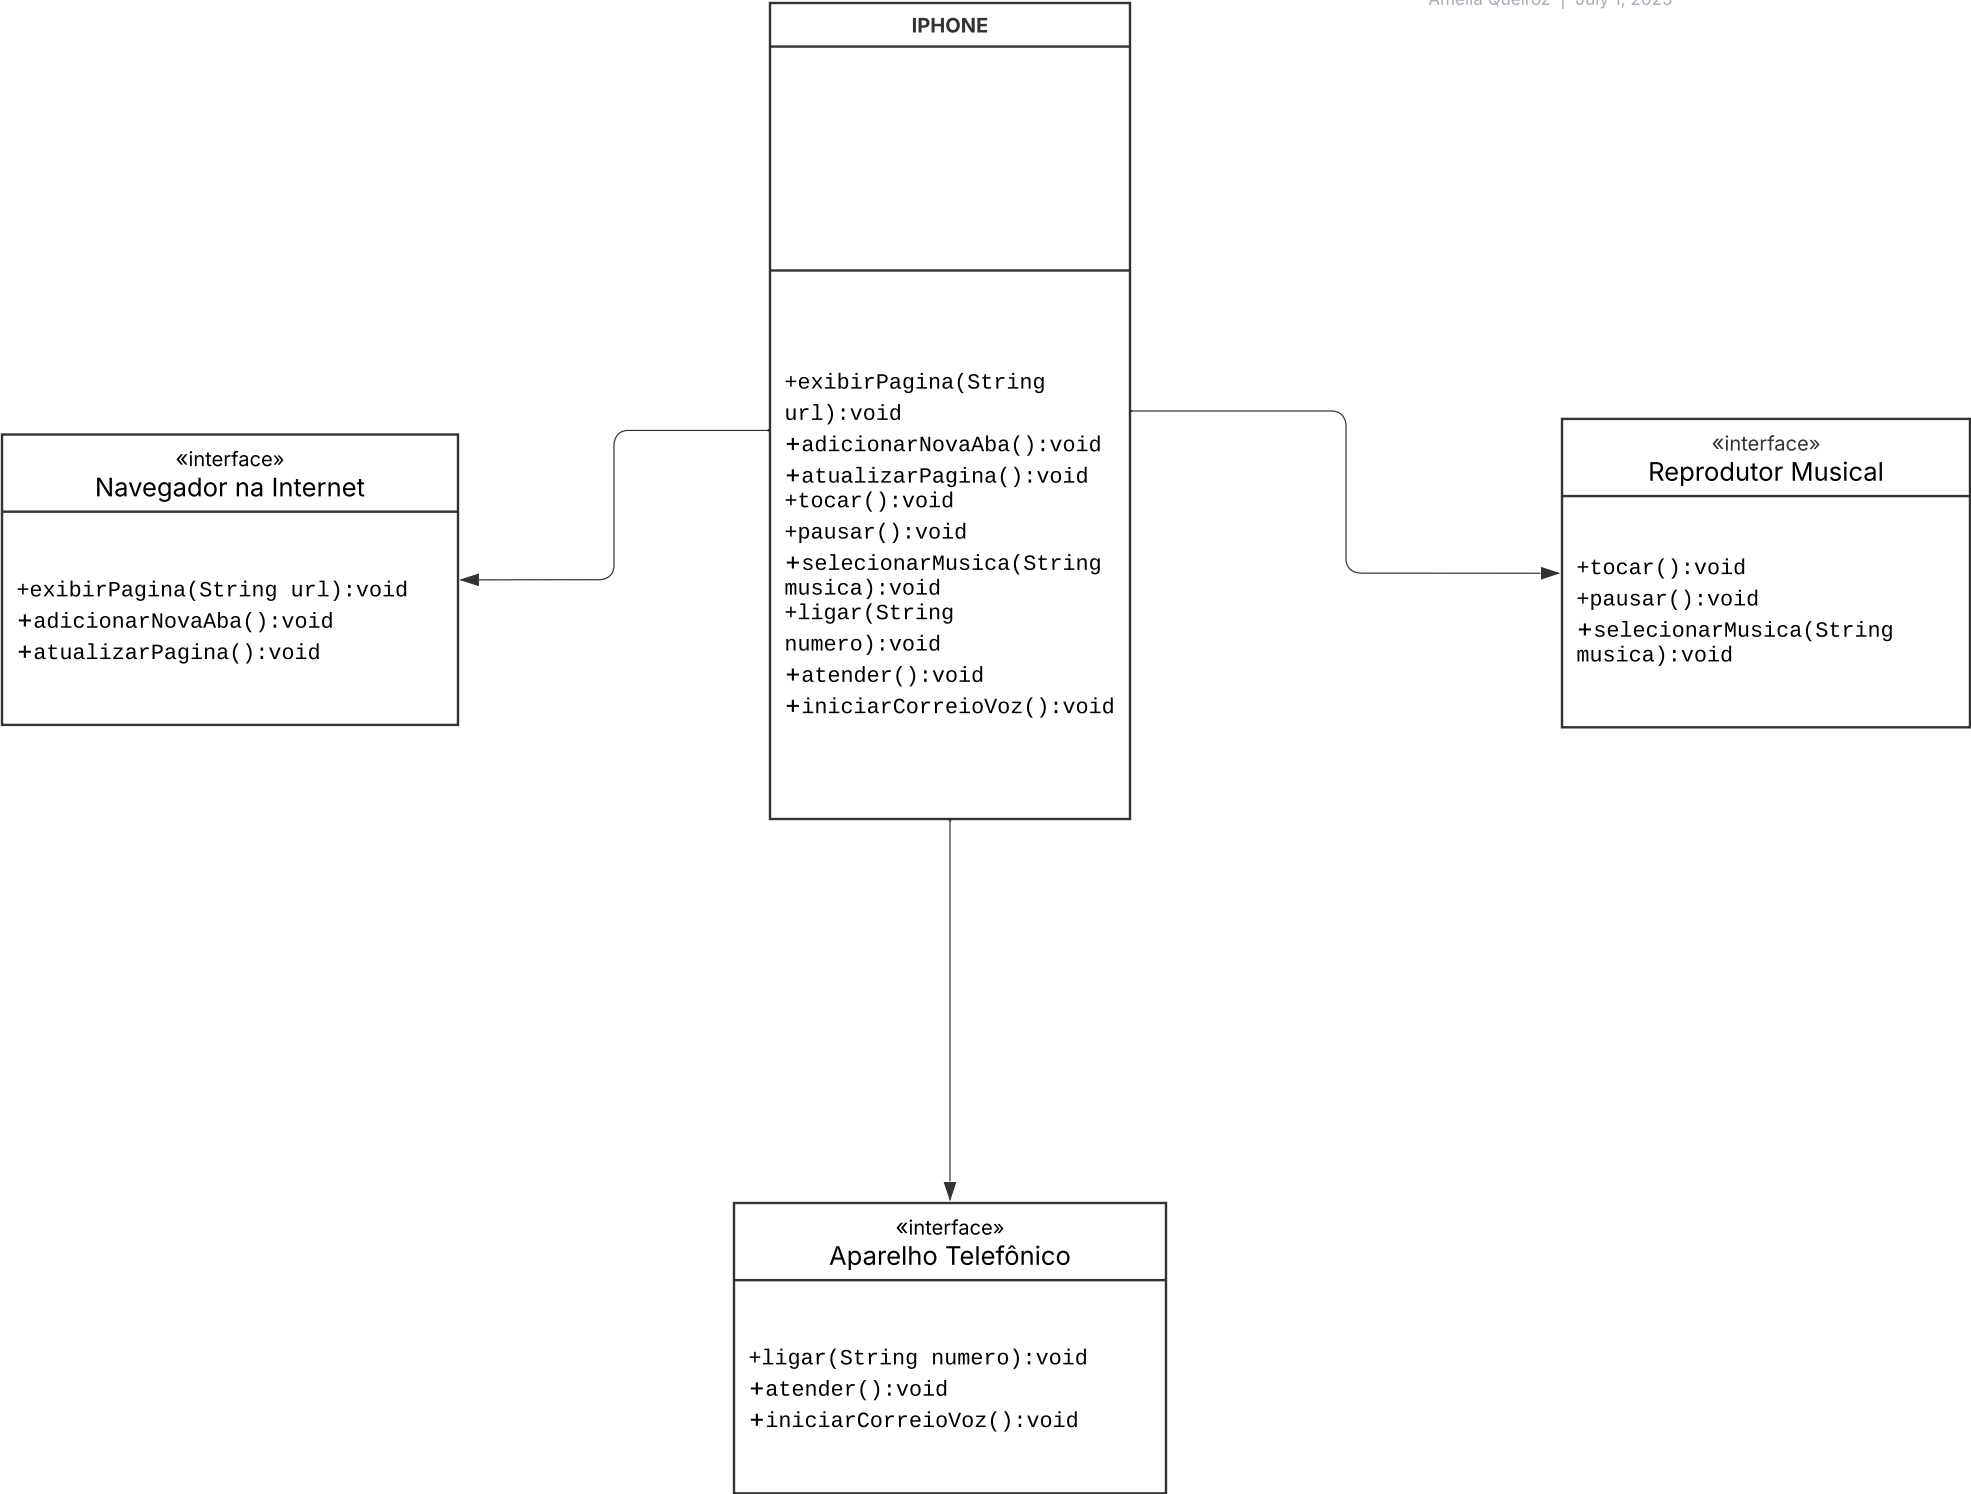 IPHONE
+exibirPagina(String
url):void
+adicionarNovaAba():void
+atualizarPagina():void
+tocar():void
+pausar():void
+selecionarMusica(String
musica):void
+ligar(String
numero):void
+atender():void
+iniciarCorreioVoz():void
«interface»
Navegador na Internet
+exibirPagina(String url):void
+adicionarNovaAba():void
+atualizarPagina():void
«interface»
Reprodutor Musical
+tocar():void
+pausar():void
+selecionarMusica(String
musica):void
«interface»
Aparelho Telefônico
+ligar(String numero):void
+atender():void
+iniciarCorreioVoz():void